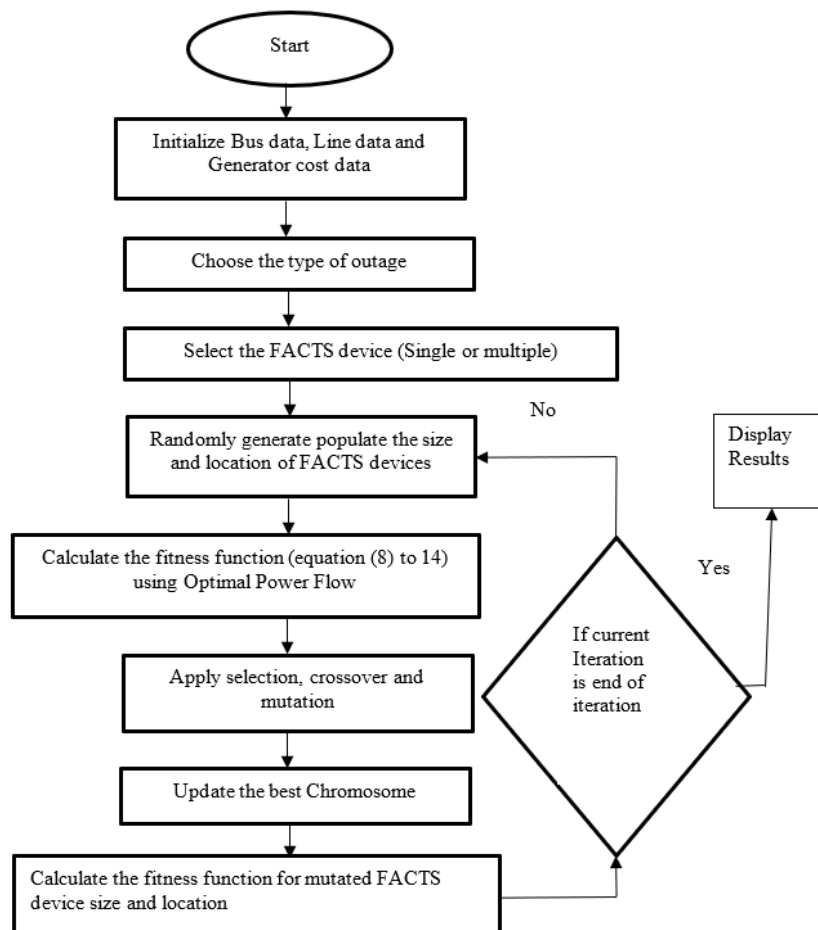 Start
Initialize Bus data, Line data and
Generator cost data
Choose the type of outage
Select the FACTS device (Single or multiple)
Randomly generate populate the size
and location of FACTS devices
Calculate the fitness function (equation (8) to 14)
using Optimal Power Flow
Apply selection, crossover and
mutation
Update the best Chromosome
Calculate the fitness function for mutated FACTS
device size and location
If current
Iteration
is end of
iteration
No
Yes
Display
Results